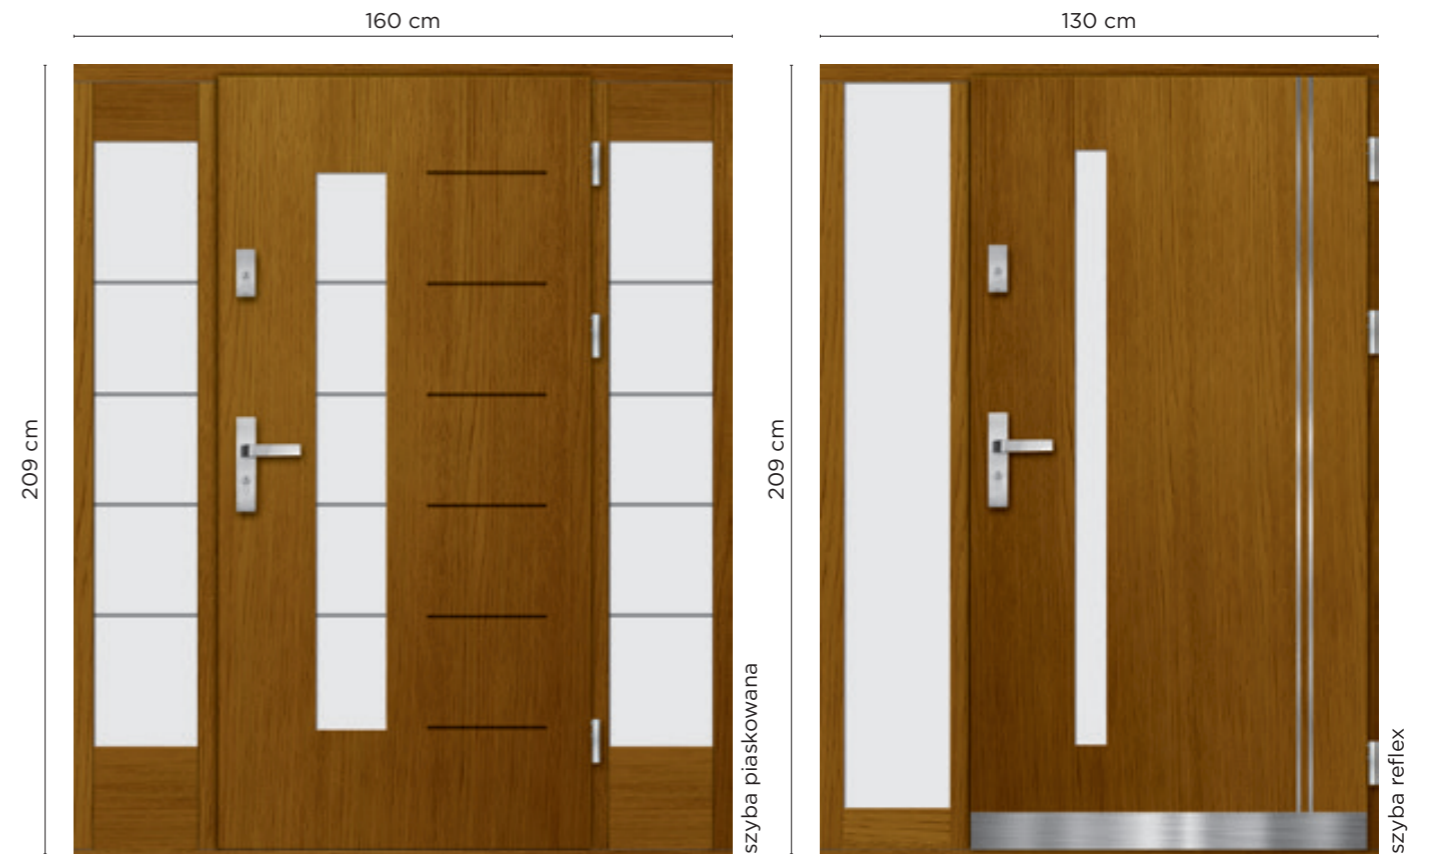 160 cm
130 cm
209 cm
szyba piaskowana
209 cm
szyba reflex